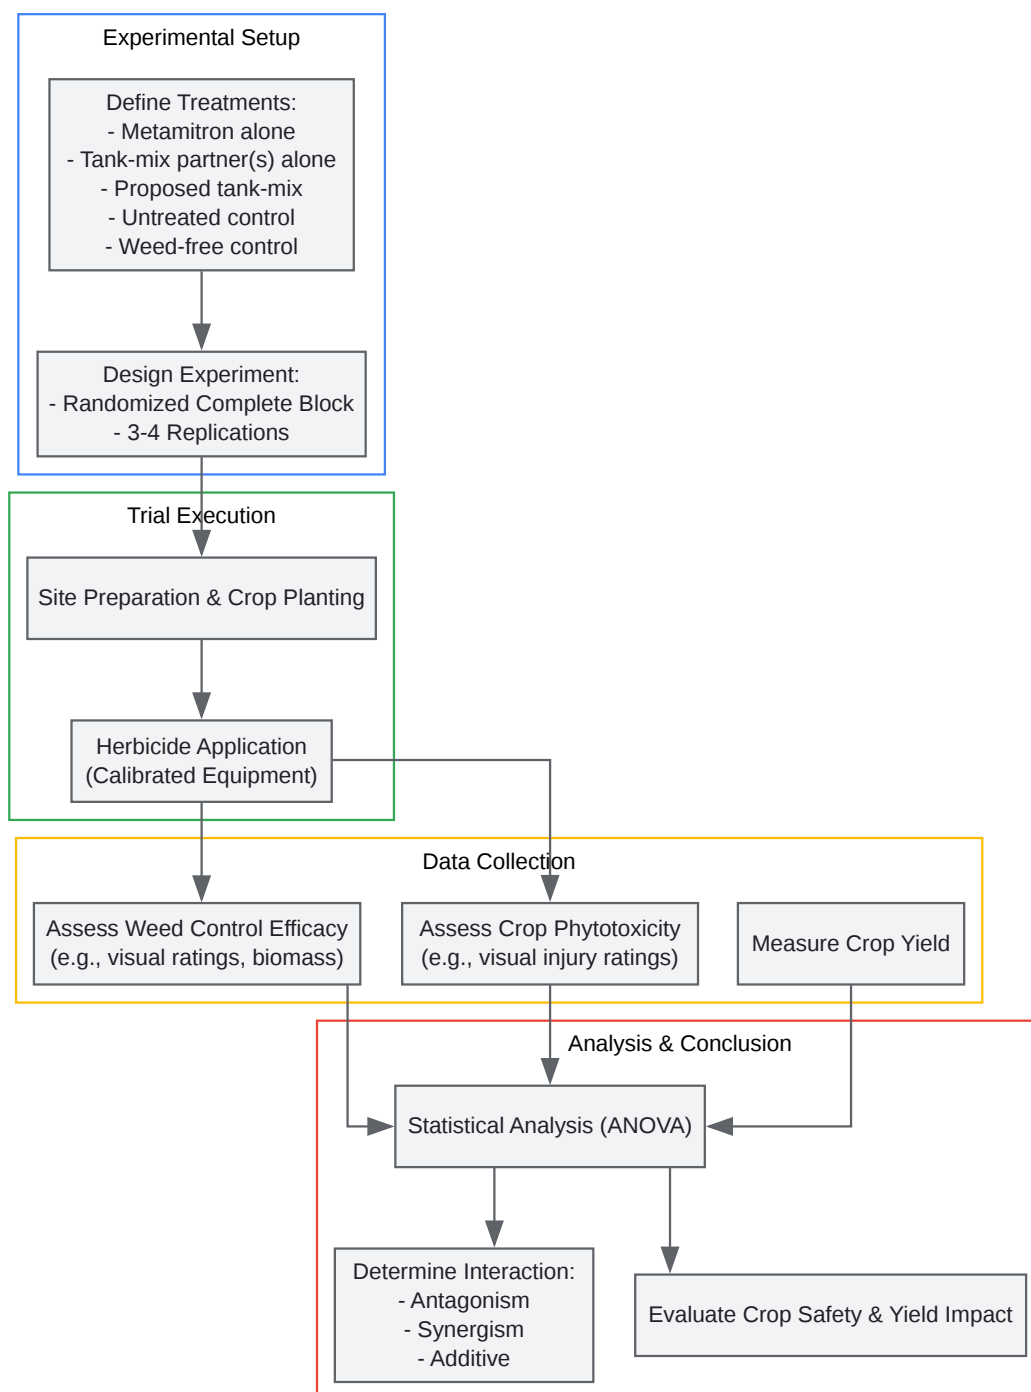 Experimental Setup
Define Treatments:
- Metamitron alone
- Tank-mix partner(s) alone
- Proposed tank-mix
- Untreated control
- Weed-free control
Design Experiment:
- Randomized Complete Block
- 3-4 Replications
Trial Execution
Site Preparation & Crop Planting
Herbicide Application
(Calibrated Equipment)
Data Collection
Assess Weed Control Efficacy
(e.g., visual ratings, biomass)
Assess Crop Phytotoxicity
(e.g., visual injury ratings)
Measure Crop Yield
Analysis & Conclusion
Statistical Analysis (ANOVA)
Determine Interaction:
- Antagonism
- Synergism
- Additive
Evaluate Crop Safety & Yield Impact